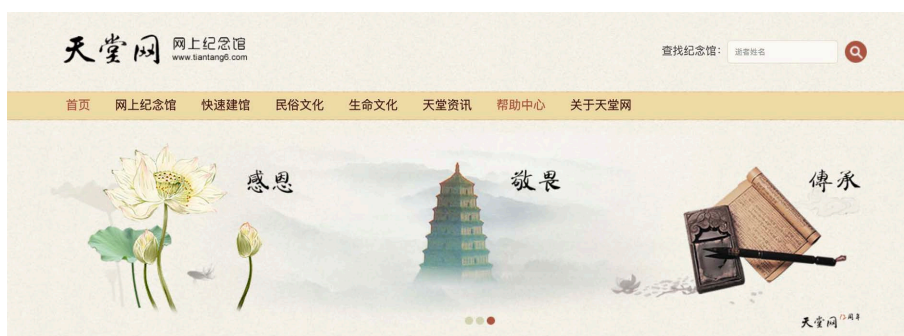 天堂网 网上纪念馆
www.tiantang6.com
查找纪念馆：
逝者姓名
首页 网上纪念馆 快速建馆 民俗文化 生命文化 天堂资讯 帮助中心 关于天堂网
感恩 敬畏 傳承
天堂网